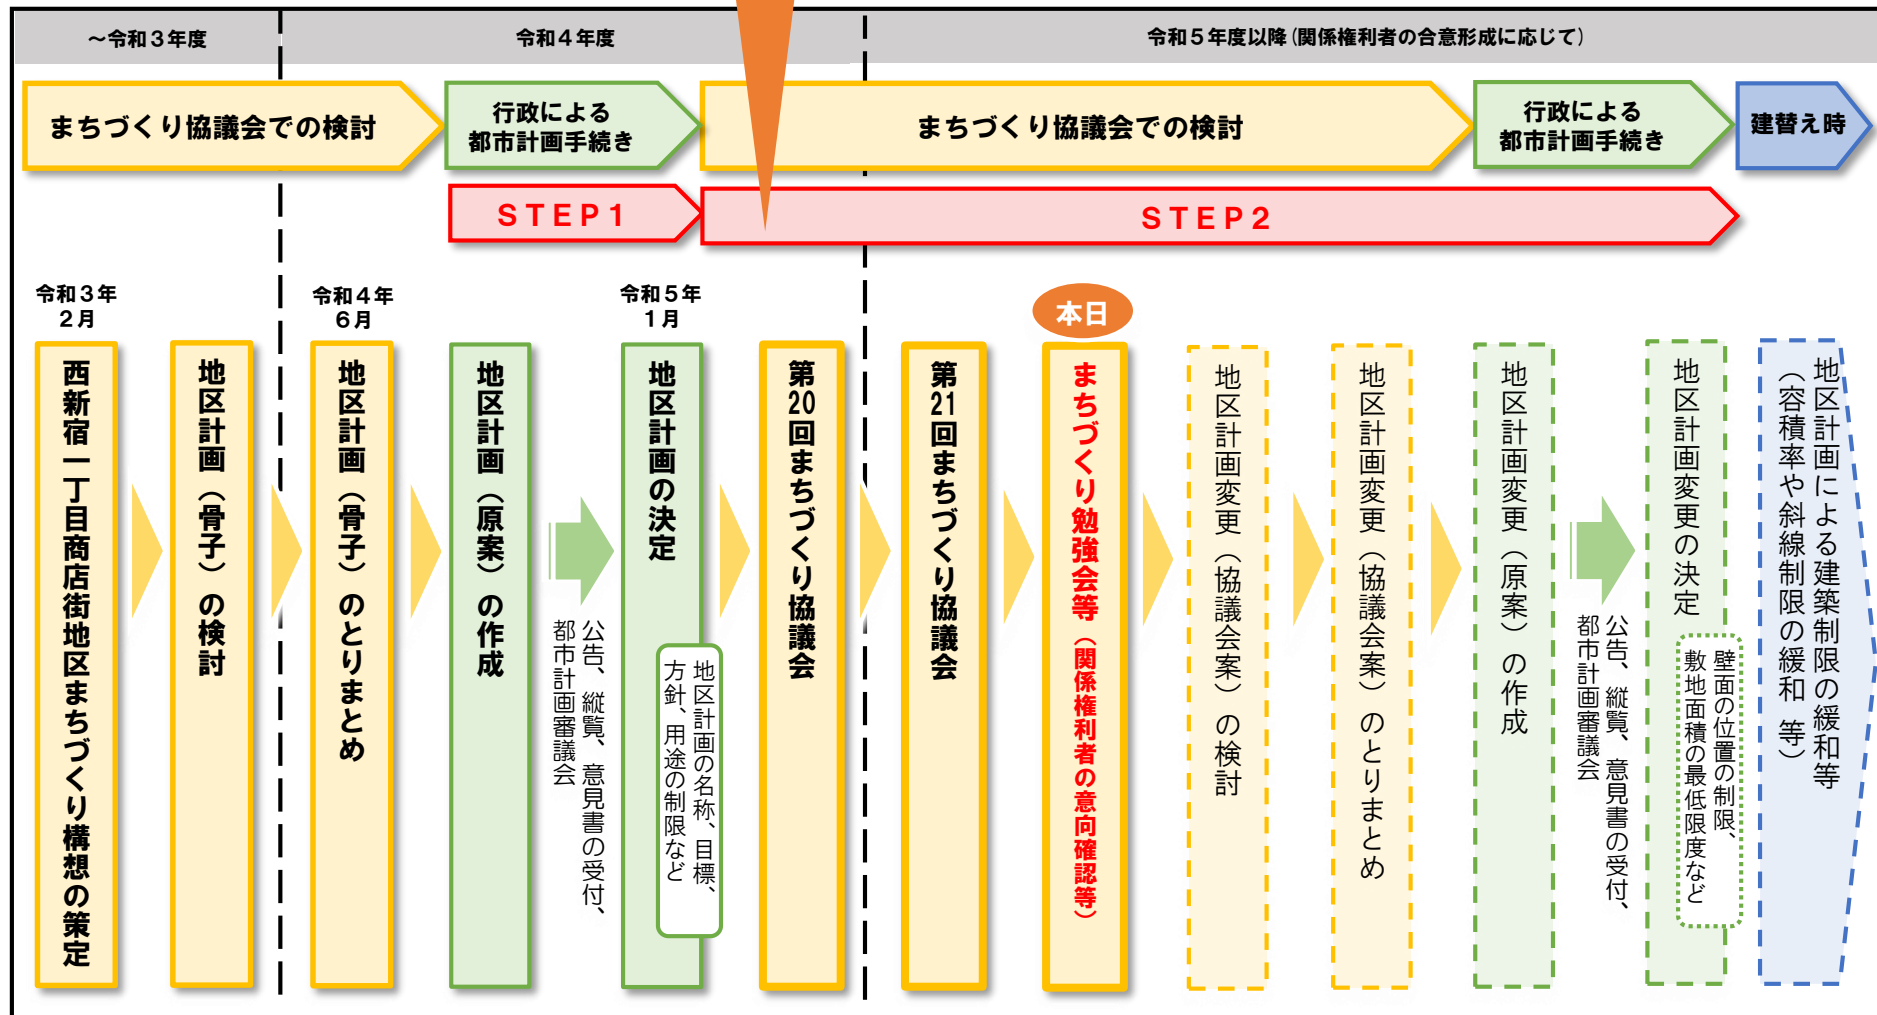 ～令和３年度
令和４年度
令和５年度以降（関係権利者の合意形成に応じて）
まちづくり協議会での検討
行政による
都市計画手続き
まちづくり協議会での検討
行政による
都市計画手続き
建替え時
ＳＴＥＰ１
ＳＴＥＰ２
令和３年
２月
令和４年
６月
令和５年
１月
本日
西新宿一丁目商店街地区まちづくり構想の策定
地区計画（骨子）の検討
地区計画（骨子）のとりまとめ
地区計画（原案）の作成
公告、縦覧、意見書の受付、
都市計画審議会
地区計画の決定
地区計画の名称、目標、
方針、用途の制限など
第20回まちづくり協議会
第21回まちづくり協議会
まちづくり勉強会等（関係権利者の意向確認等）
地区計画変更（協議会案）の検討
地区計画変更（協議会案）のとりまとめ
地区計画変更（原案）の作成
公告、縦覧、意見書の受付、
都市計画審議会
地区計画変更の決定
壁面の位置の制限、
敷地面積の最低限度など
地区計画による建築制限の緩和等
（容積率や斜線制限の緩和 等）